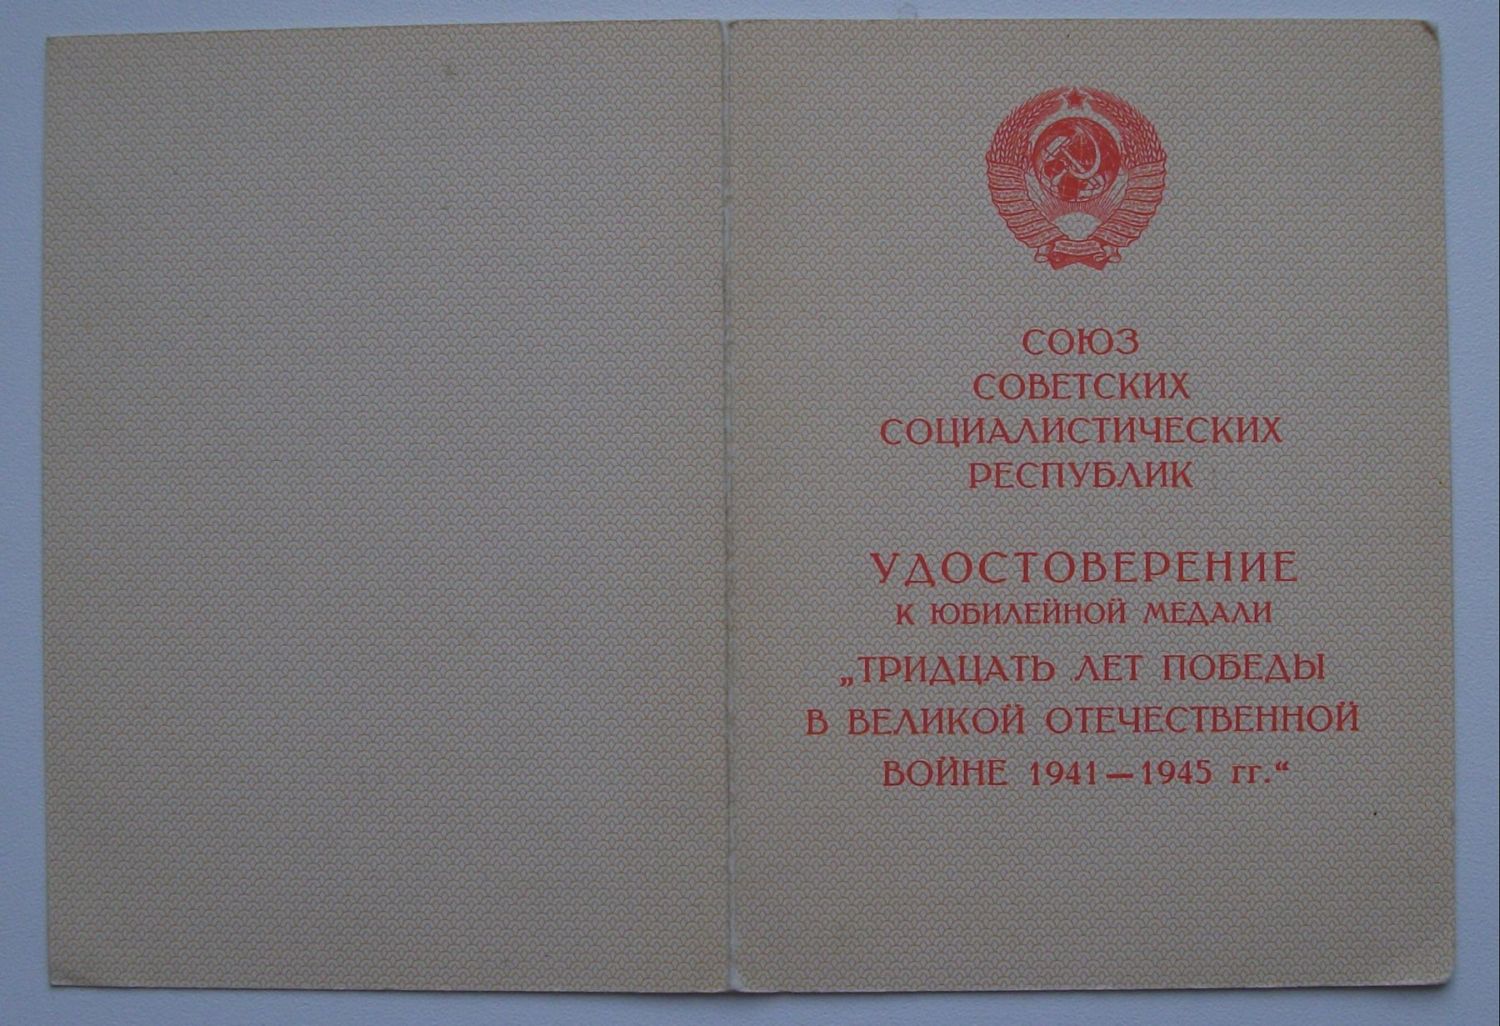 СОЮЗ
СОВЕТСКИХ
СОЦИАЛИСТИЧЕСКИХ
РЕСПУБЛИК
УДОСТОВЕРЕНИЕ
К ЮБИЛЕЙНОЙ МЕДАЛИ
„ТРИДЦАТЬ ЛЕТ ПОБЕДЫ
В ВЕЛИКОЙ ОТЕЧЕСТВЕННОЙ
ВОЙНЕ 1941—1945 гг.“